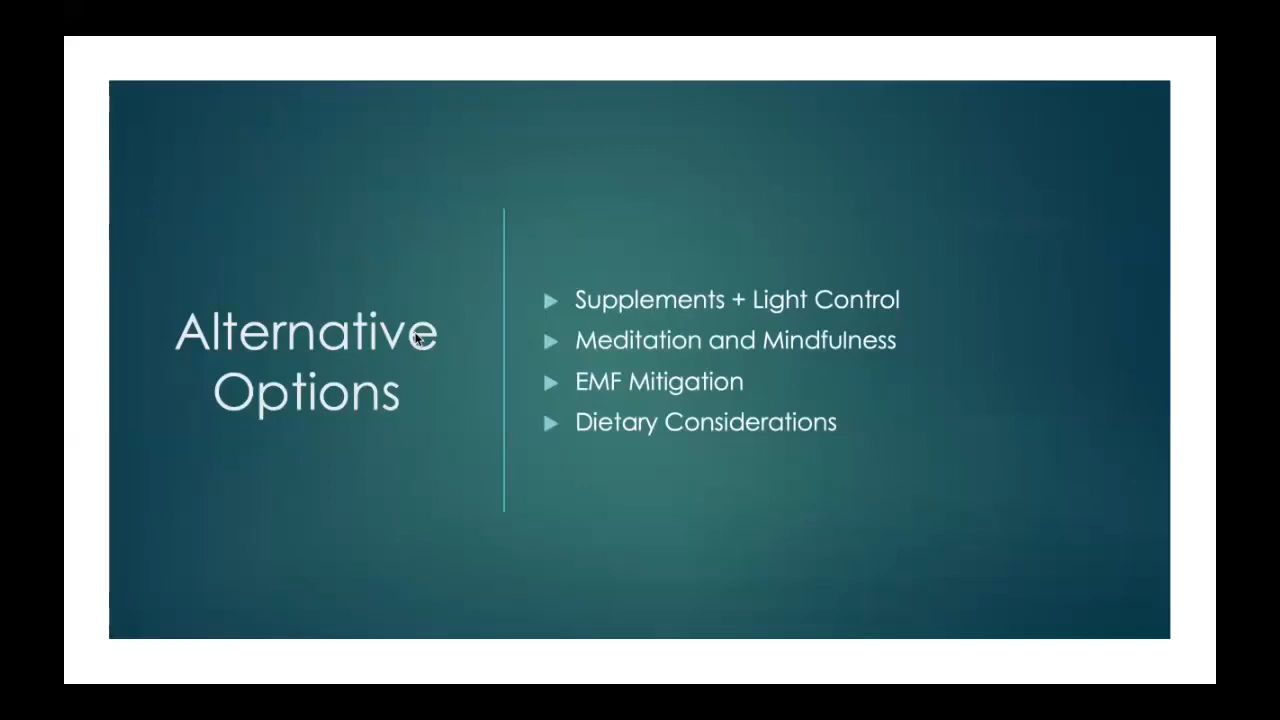 Alternative
Options
Supplements + Light Control
Meditation and Mindfulness
EMF Mitigation
Dietary Considerations